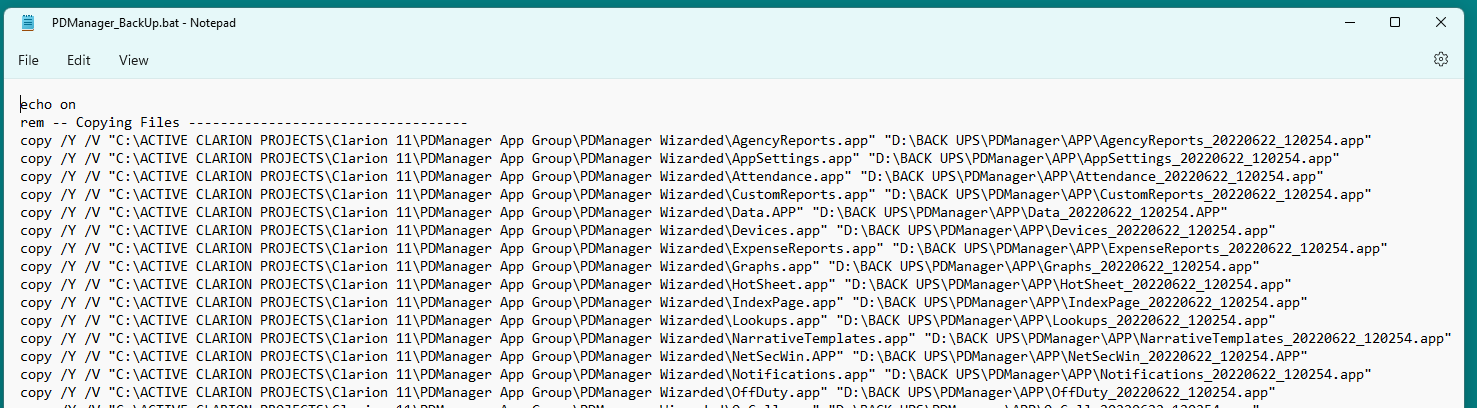 PDManager_BackUp.bat - Notepad
File Edit View
echo on
rem -- Copying Files -----------------------------------
copy /Y /V "C:\ACTIVE CLARION PROJECTS\Clarion 11\PDManager App Group\PDManager Wizarded\AgencyReports.app" "D:\BACK UPS\PDManager\APP\AgencyReports_20220622_120254.app"
copy /Y /V "C:\ACTIVE CLARION PROJECTS\Clarion 11\PDManager App Group\PDManager Wizarded\AppSettings.app" "D:\BACK UPS\PDManager\APP\AppSettings_20220622_120254.app"
copy /Y /V "C:\ACTIVE CLARION PROJECTS\Clarion 11\PDManager App Group\PDManager Wizarded\Attendance.app" "D:\BACK UPS\PDManager\APP\Attendance_20220622_120254.app"
copy /Y /V "C:\ACTIVE CLARION PROJECTS\Clarion 11\PDManager App Group\PDManager Wizarded\CustomReports.app" "D:\BACK UPS\PDManager\APP\CustomReports_20220622_120254.app"
copy /Y /V "C:\ACTIVE CLARION PROJECTS\Clarion 11\PDManager App Group\PDManager Wizarded\Data.APP" "D:\BACK UPS\PDManager\APP\Data_20220622_120254.APP"
copy /Y /V "C:\ACTIVE CLARION PROJECTS\Clarion 11\PDManager App Group\PDManager Wizarded\Devices.app" "D:\BACK UPS\PDManager\APP\Devices_20220622_120254.app"
copy /Y /V "C:\ACTIVE CLARION PROJECTS\Clarion 11\PDManager App Group\PDManager Wizarded\ExpenseReports.app" "D:\BACK UPS\PDManager\APP\ExpenseReports_20220622_120254.app"
copy /Y /V "C:\ACTIVE CLARION PROJECTS\Clarion 11\PDManager App Group\PDManager Wizarded\Graphs.app" "D:\BACK UPS\PDManager\APP\Graphs_20220622_120254.app"
copy /Y /V "C:\ACTIVE CLARION PROJECTS\Clarion 11\PDManager App Group\PDManager Wizarded\HotSheet.app" "D:\BACK UPS\PDManager\APP\HotSheet_20220622_120254.app"
copy /Y /V "C:\ACTIVE CLARION PROJECTS\Clarion 11\PDManager App Group\PDManager Wizarded\IndexPage.app" "D:\BACK UPS\PDManager\APP\IndexPage_20220622_120254.app"
copy /Y /V "C:\ACTIVE CLARION PROJECTS\Clarion 11\PDManager App Group\PDManager Wizarded\Lookups.app" "D:\BACK UPS\PDManager\APP\Lookups_20220622_120254.app"
copy /Y /V "C:\ACTIVE CLARION PROJECTS\Clarion 11\PDManager App Group\PDManager Wizarded\NarrativeTemplates.app" "D:\BACK UPS\PDManager\APP\NarrativeTemplates_20220622_120254.app"
copy /Y /V "C:\ACTIVE CLARION PROJECTS\Clarion 11\PDManager App Group\PDManager Wizarded\NetSecWin.APP" "D:\BACK UPS\PDManager\APP\NetSecWin_20220622_120254.APP"
copy /Y /V "C:\ACTIVE CLARION PROJECTS\Clarion 11\PDManager App Group\PDManager Wizarded\Notifications.app" "D:\BACK UPS\PDManager\APP\Notifications_20220622_120254.app"
copy /Y /V "C:\ACTIVE CLARION PROJECTS\Clarion 11\PDManager App Group\PDManager Wizarded\OffDuty.app" "D:\BACK UPS\PDManager\APP\OffDuty_20220622_120254.app"